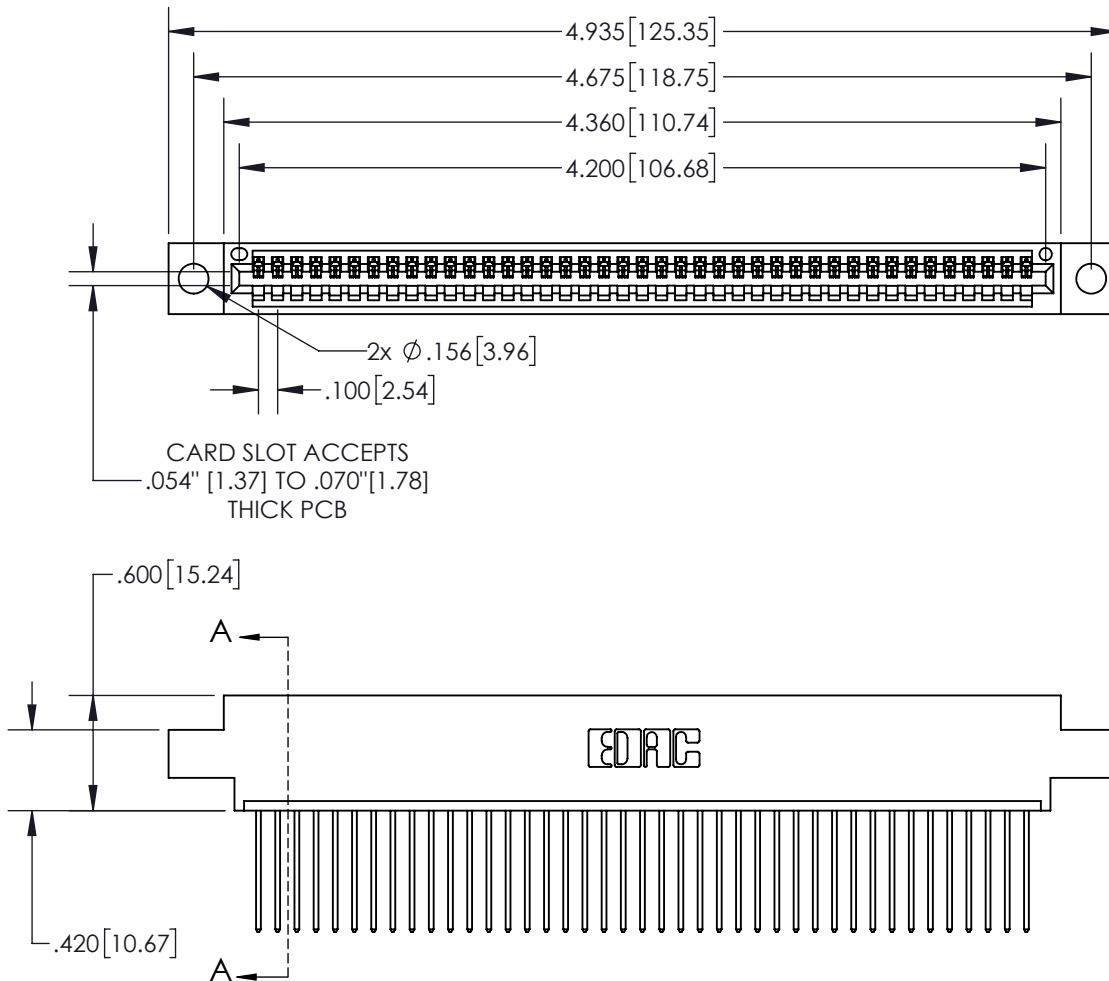 4.935[125.35]
4.675[118.75]
4.360[110.74]
4.200[106.68]
2x Ø.156[3.96]
.100[2.54]
CARD SLOT ACCEPTS
.054" [1.37] TO .070"[1.78]
THICK PCB
.600[15.24]
A
EDAC
.420[10.67]
A